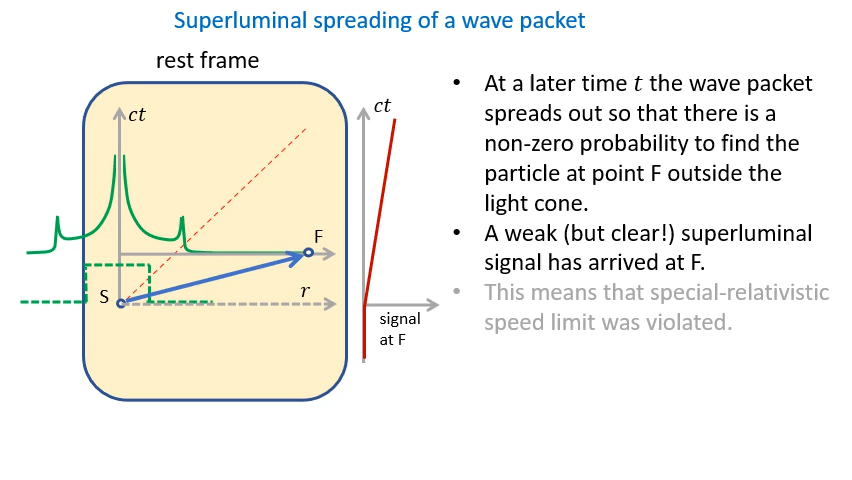 Superluminal spreading of a wave packet
rest frame
ct
F
S
r
ct
signal
at F
• At a later time t the wave packet
spreads out so that there is a
non-zero probability to find the
particle at point F outside the
light cone.
• A weak (but clear!) superluminal
signal has arrived at F.
• This means that special-relativistic
speed limit was violated.